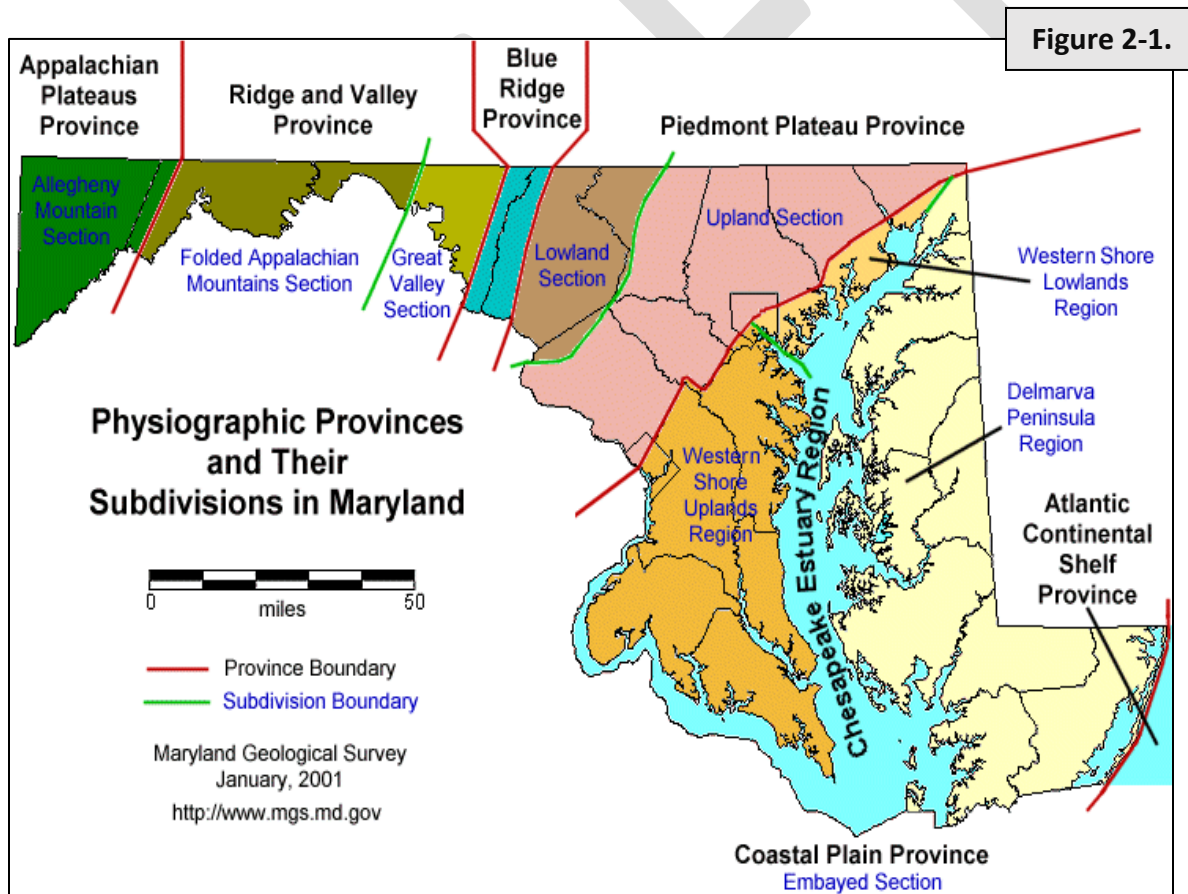 Figure 2-1.
Appalachian
Plateaus
Province
Ridge and Valley
Province
Blue
Ridge
Province
Piedmont Plateau Province
Allegheny
Mountain
Section
Folded Appalachian
Mountains Section
Great
Valley
Section
Lowland
Section
Upland Section
Western Shore
Lowlands
Region
Delmarva
Peninsula
Region
Western
Shore
Uplands
Region
Chesapeake Estuary Region
Atlantic
Continental
Shelf
Province
Physiographic Provinces
and Their
Subdivisions in Maryland
0 50
miles
Province Boundary
Subdivision Boundary
Maryland Geological Survey
January, 2001
http://www.mgs.md.gov
Coastal Plain Province
Embayed Section